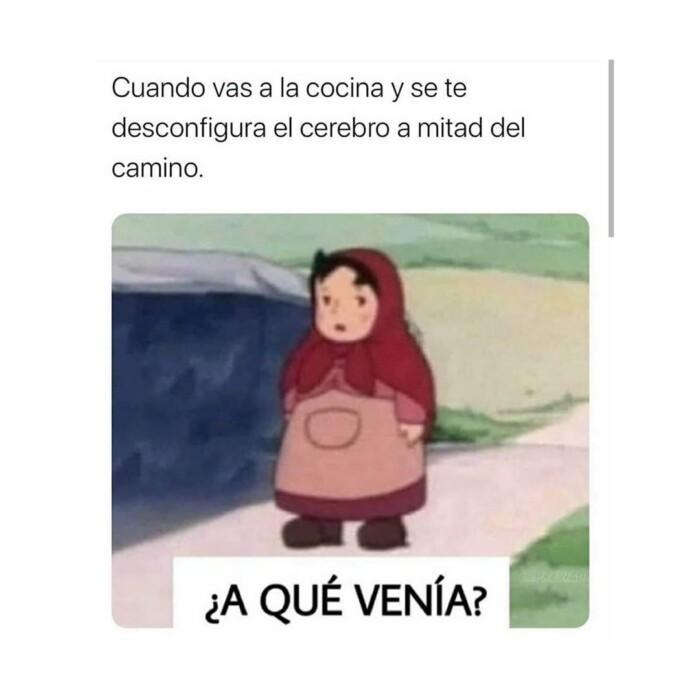 Cuando vas a la cocina y se te
desconfigura el cerebro a mitad del
camino.
¿A QUÉ VENÍA?